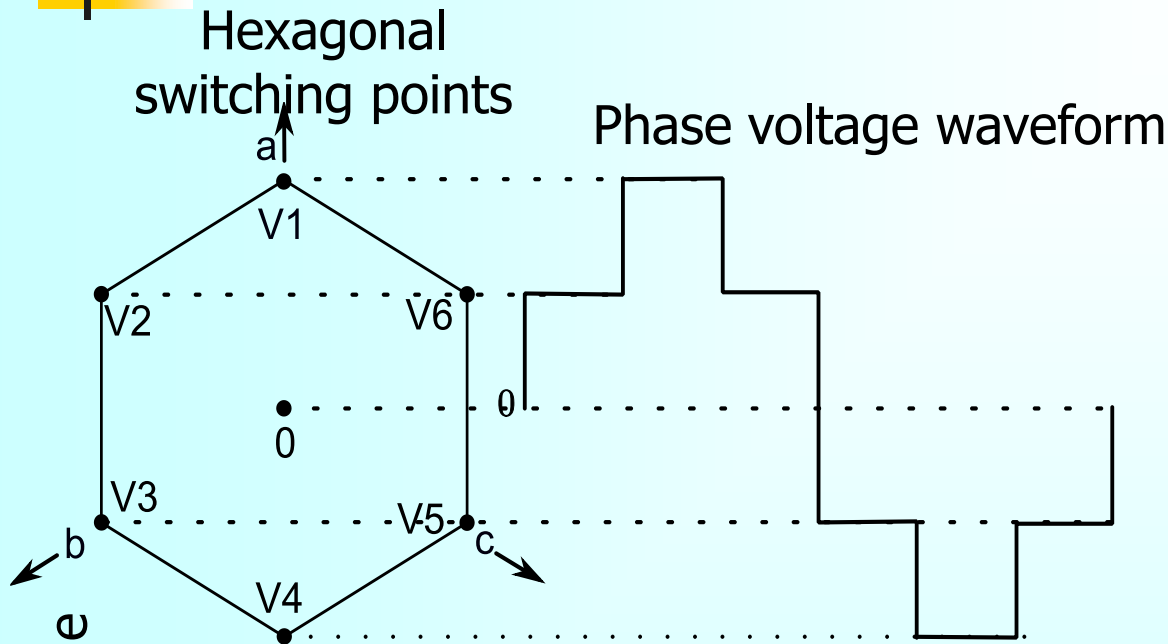 Hexagonal
switching points
Phase voltage waveform
a
V1
V2
V6
0
0
V3
V5
b
c
V4
e